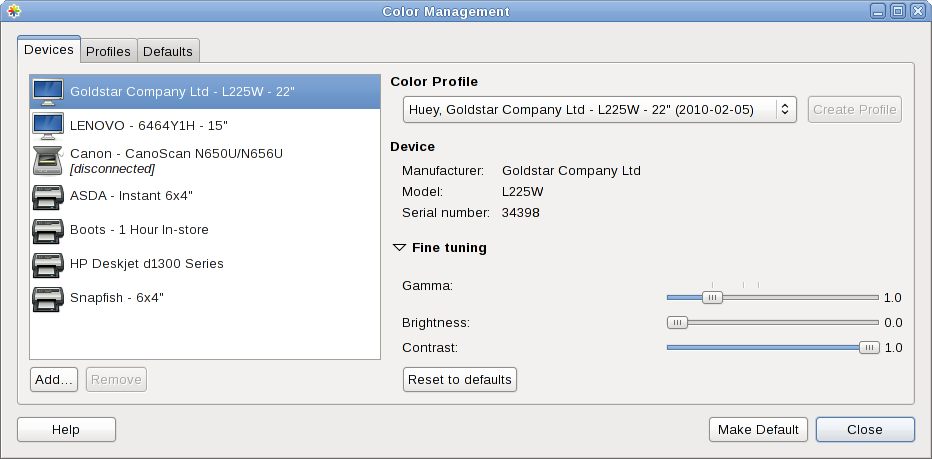 Color Management
Devices
Profiles
Defaults
Goldstar Company Ltd - L225W - 22"
LENOVO - 6464Y1H - 15"
Canon - CanoScan N650U/N656U
[disconnected]
ASDA - Instant 6x4"
Boots - 1 Hour In-store
HP Deskjet d1300 Series
Snapfish - 6x4"
Add...
Remove
Color Profile
Huey, Goldstar Company Ltd - L225W - 22" (2010-02-05)
Create Profile
Device
Manufacturer: Goldstar Company Ltd
Model: L225W
Serial number: 34398
Fine tuning
Gamma: 1.0
Brightness: 0.0
Contrast: 1.0
Reset to defaults
Help
Make Default
Close